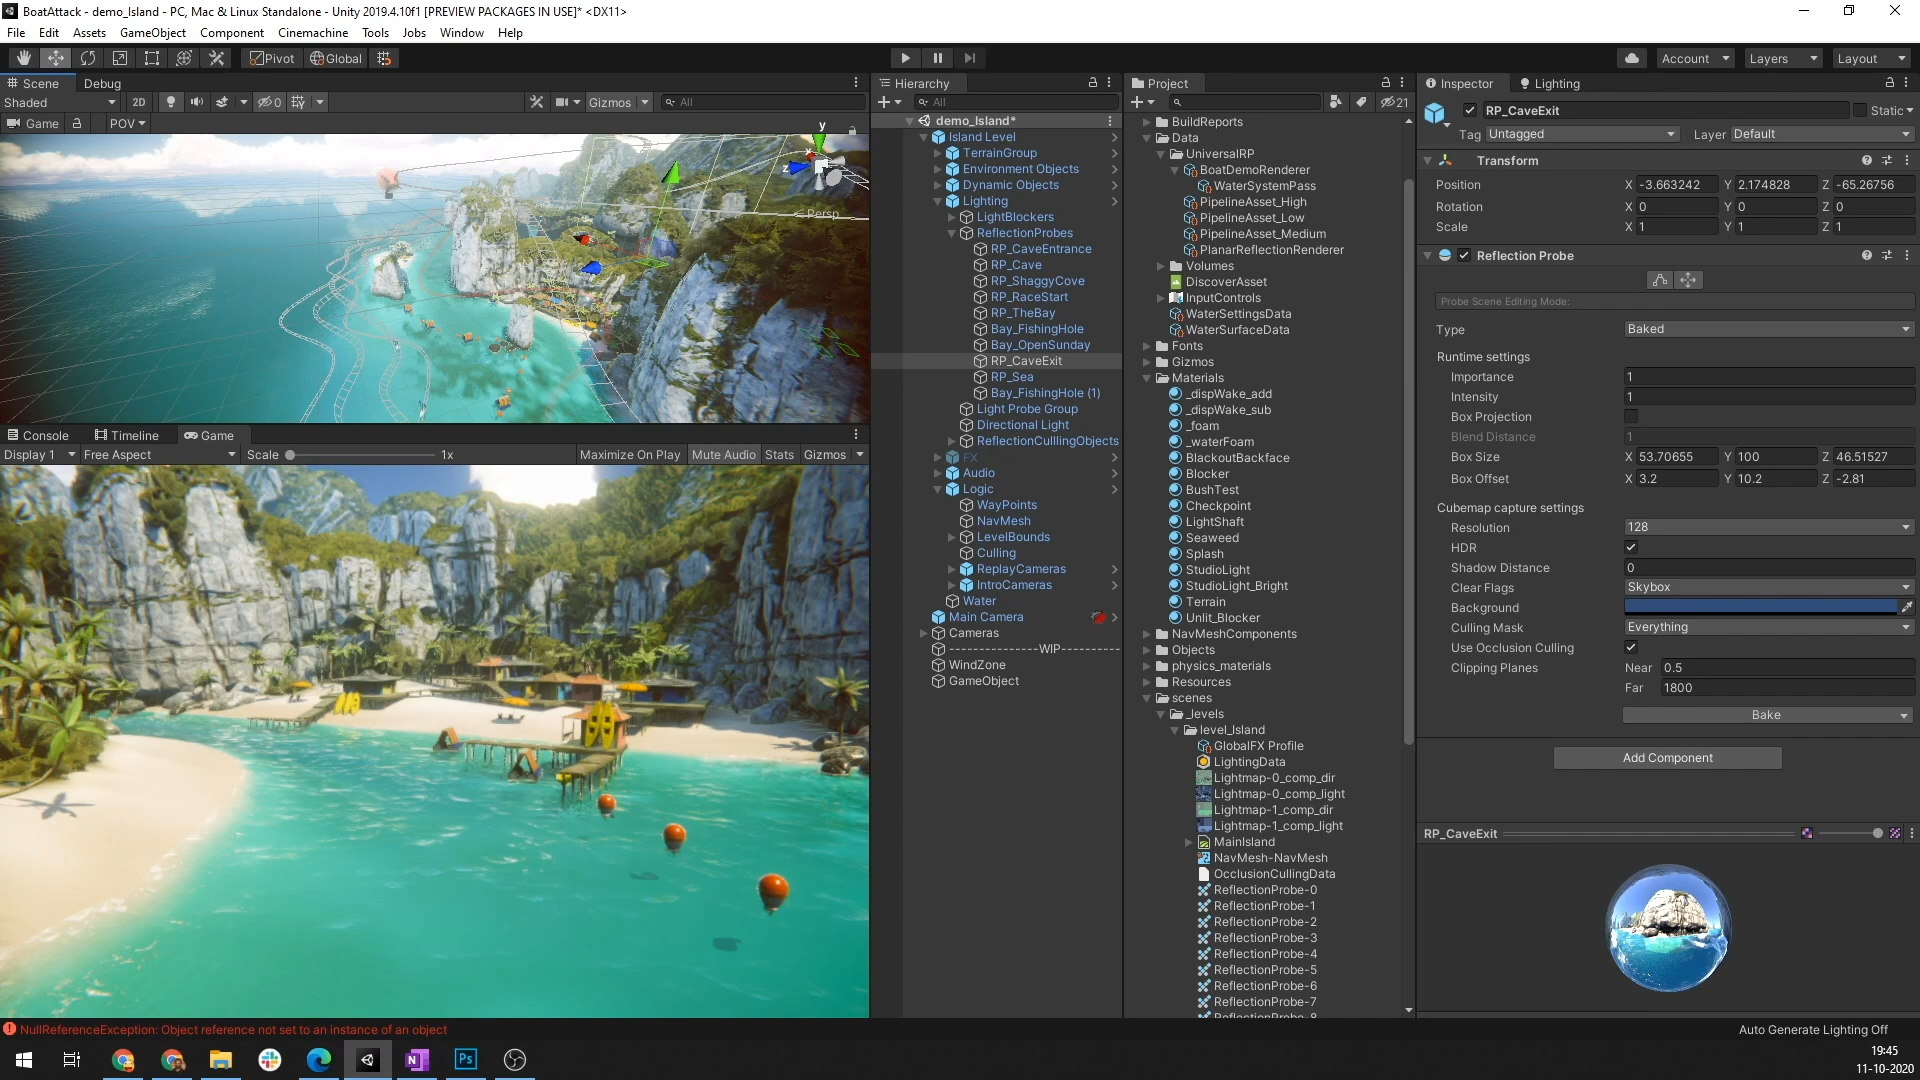 BoatAttack - demo_Island - PC, Mac & Linux Standalone - Unity 2019.4.10f1 [PREVIEW PACKAGES IN USE]* <DX11>
File Edit Assets GameObject Component Cinemachine Tools Jobs Window Help
Pivot Global Account Layers Layout
Scene Debug
Shaded 2D 0 Gizmos All
Game POV
y
x
z
Persp
Console Timeline Game
Display 1 Free Aspect Scale 1x Maximize On Play Mute Audio Stats Gizmos
Hierarchy
All
demo_Island*
Island Level
TerrainGroup
Environment Objects
Dynamic Objects
Lighting
LightBlockers
ReflectionProbes
RP_CaveEntrance
RP_Cave
RP_ShaggyCove
RP_RaceStart
RP_TheBay
Bay_FishingHole
Bay_OpenSunday
RP_CaveExit
RP_Sea
Bay_FishingHole (1)
Light Probe Group
Directional Light
ReflectionCulllingObjects
FX
Audio
Logic
WayPoints
NavMesh
LevelBounds
Culling
ReplayCameras
IntroCameras
Water
Main Camera
Cameras
---------------WIP----------
WindZone
GameObject
Project
21
BuildReports
Data
UniversalRP
BoatDemoRenderer
WaterSystemPass
PipelineAsset_High
PipelineAsset_Low
PipelineAsset_Medium
PlanarReflectionRenderer
Volumes
DiscoverAsset
InputControls
WaterSettingsData
WaterSurfaceData
Fonts
Gizmos
Materials
_dispWake_add
_dispWake_sub
_foam
_waterFoam
BlackoutBackface
Blocker
BushTest
Checkpoint
LightShaft
Seaweed
Splash
StudioLight
StudioLight_Bright
Terrain
Unlit_Blocker
NavMeshComponents
Objects
physics_materials
Resources
scenes
_levels
level_Island
GlobalFX Profile
LightingData
Lightmap-0_comp_dir
Lightmap-0_comp_light
Lightmap-1_comp_dir
Lightmap-1_comp_light
MainIsland
NavMesh-NavMesh
OcclusionCullingData
ReflectionProbe-0
ReflectionProbe-1
ReflectionProbe-2
ReflectionProbe-3
ReflectionProbe-4
ReflectionProbe-5
ReflectionProbe-6
ReflectionProbe-7
ReflectionProbe-8
Inspector Lighting
RP_CaveExit Static
Tag Untagged Layer Default
Transform
Position X -3.663242 Y 2.174828 Z -65.26756
Rotation X 0 Y 0 Z 0
Scale X 1 Y 1 Z 1
Reflection Probe
Probe Scene Editing Mode:
Type Baked
Runtime settings
Importance 1
Intensity 1
Box Projection
Blend Distance 1
Box Size X 53.70655 Y 100 Z 46.51527
Box Offset X 3.2 Y 10.2 Z -2.81
Cubemap capture settings
Resolution 128
HDR
Shadow Distance 0
Clear Flags Skybox
Background
Culling Mask Everything
Use Occlusion Culling
Clipping Planes Near 0.5
Far 1800
Bake
Add Component
RP_CaveExit
NullReferenceException: Object reference not set to an instance of an object
Auto Generate Lighting Off
N Ps
19:45
11-10-2020